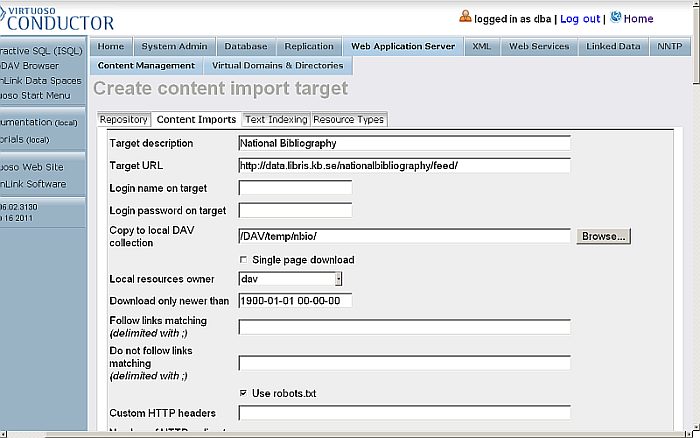 VIRTUOSO
CONDUCTOR
logged in as dba | Log out | Home
ractive SQL (ISQL)
DAV Browser
nLink Data Spaces
uoso Start Menu
umentation (local)
rials (local)
uoso Web Site
nLink Software
06.02.3130
16 2011
Home System Admin Database Replication Web Application Server XML Web Services Linked Data NNTP
Content Management Virtual Domains & Directories
Create content import target
Repository Content Imports Text Indexing Resource Types
Target description National Bibliography
Target URL http://data.libris.kb.se/nationalbibliography/feed/
Login name on target
Login password on target
Copy to local DAV
collection /DAV/temp/nbio/ Browse...
Single page download
Local resources owner dav
Download only newer than 1900-01-01 00-00-00
Follow links matching
(delimited with ;)
Do not follow links
matching
(delimited with ;)
Use robots.txt
Custom HTTP headers